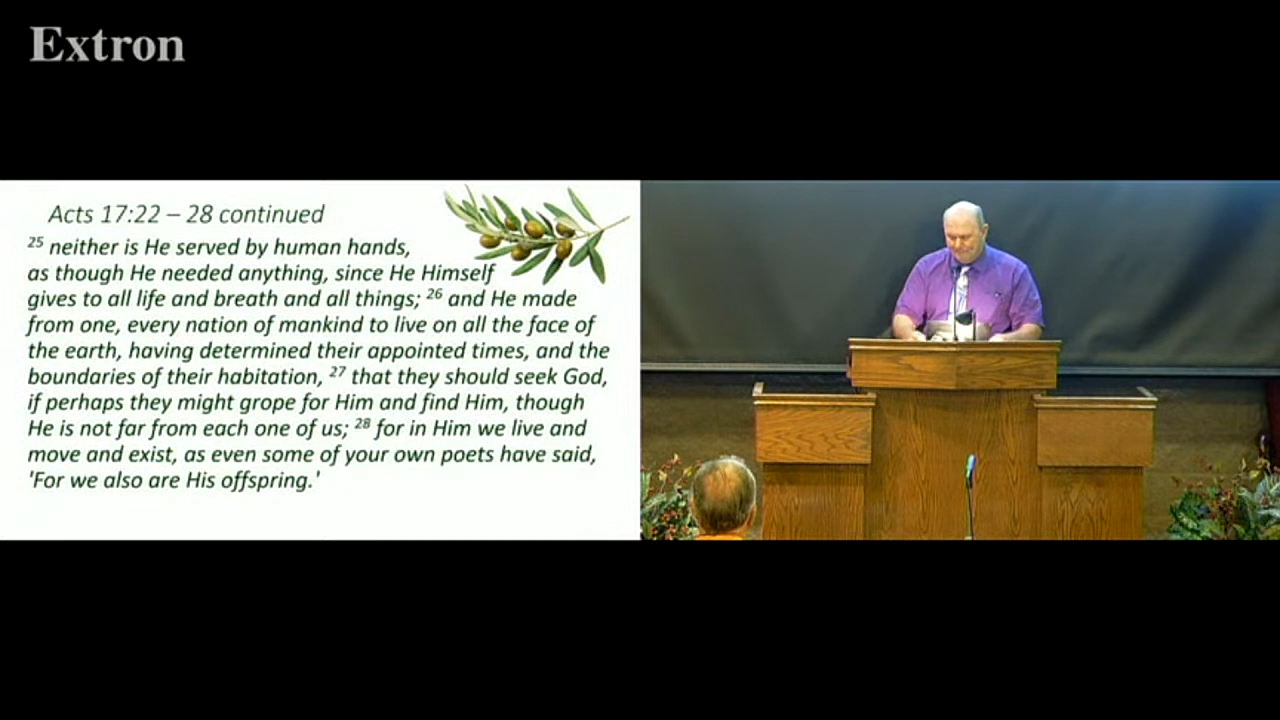 Extron
Acts 17:22 – 28 continued
25 neither is He served by human hands,
as though He needed anything, since He Himself
gives to all life and breath and all things; 26 and He made
from one, every nation of mankind to live on all the face of
the earth, having determined their appointed times, and the
boundaries of their habitation, 27 that they should seek God,
if perhaps they might grope for Him and find Him, though
He is not far from each one of us; 28 for in Him we live and
move and exist, as even some of your own poets have said,
'For we also are His offspring.'